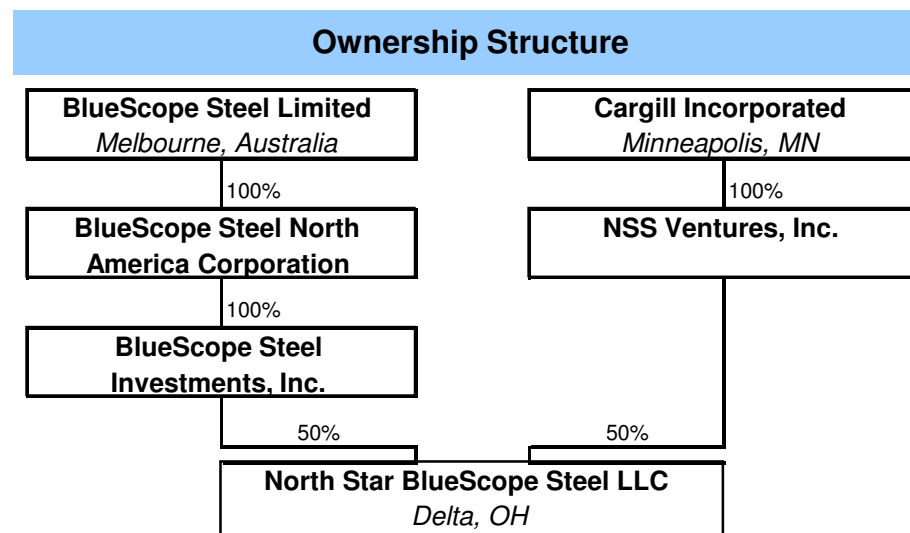 Ownership Structure
BlueScope Steel Limited
Melbourne, Australia
Cargill Incorporated
Minneapolis, MN
100%
100%
BlueScope Steel North
America Corporation
NSS Ventures, Inc.
100%
BlueScope Steel
Investments, Inc.
50%
50%
North Star BlueScope Steel LLC
Delta, OH